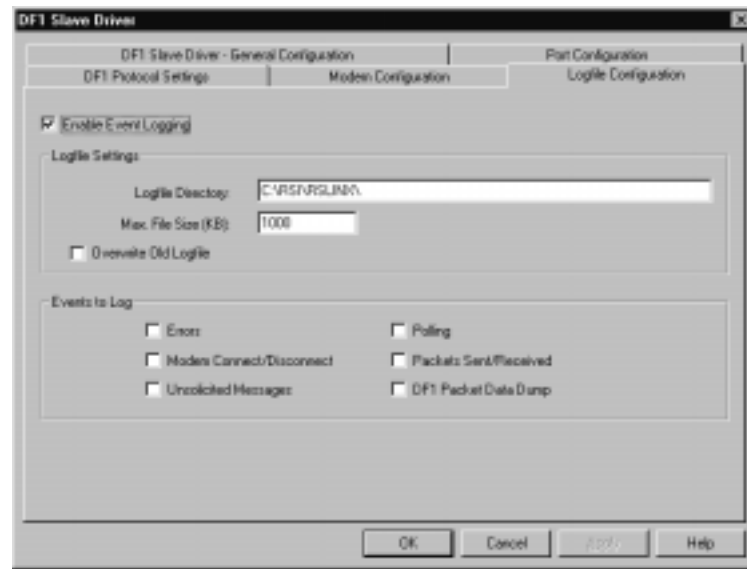 DF1 Slave Driver
DF1 Slave Driver - General Configuration
Port Configuration
DF1 Protocol Settings
Modem Configuration
Logfile Configuration
Enable Event Logging
Logfile Settings
Logfile Directory:
C:\RSI\RSLINX\
Max. File Size (KB):
1000
Overwrite Old Logfile
Events to Log
Errors
Polling
Modem Connect/Disconnect
Packets Sent/Received
Unsolicited Messages
DF1 Packet Data Dump
OK
Cancel
Apply
Help